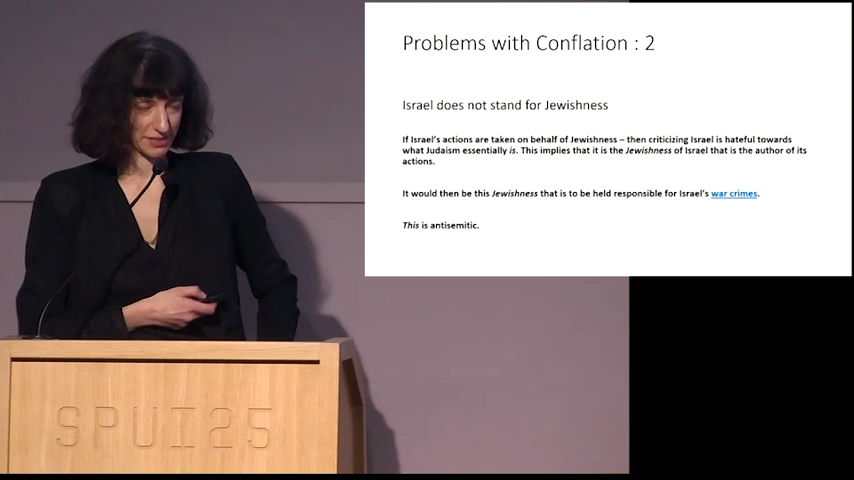 Problems with Conflation : 2
Israel does not stand for Jewishness
If Israel's actions are taken on behalf of Jewishness – then criticizing Israel is hateful towards
what Judaism essentially is. This implies that it is the Jewishness of Israel that is the author of its
actions.
It would then be this Jewishness that is to be held responsible for Israel's war crimes.
This is antisemitic.
SPUI25